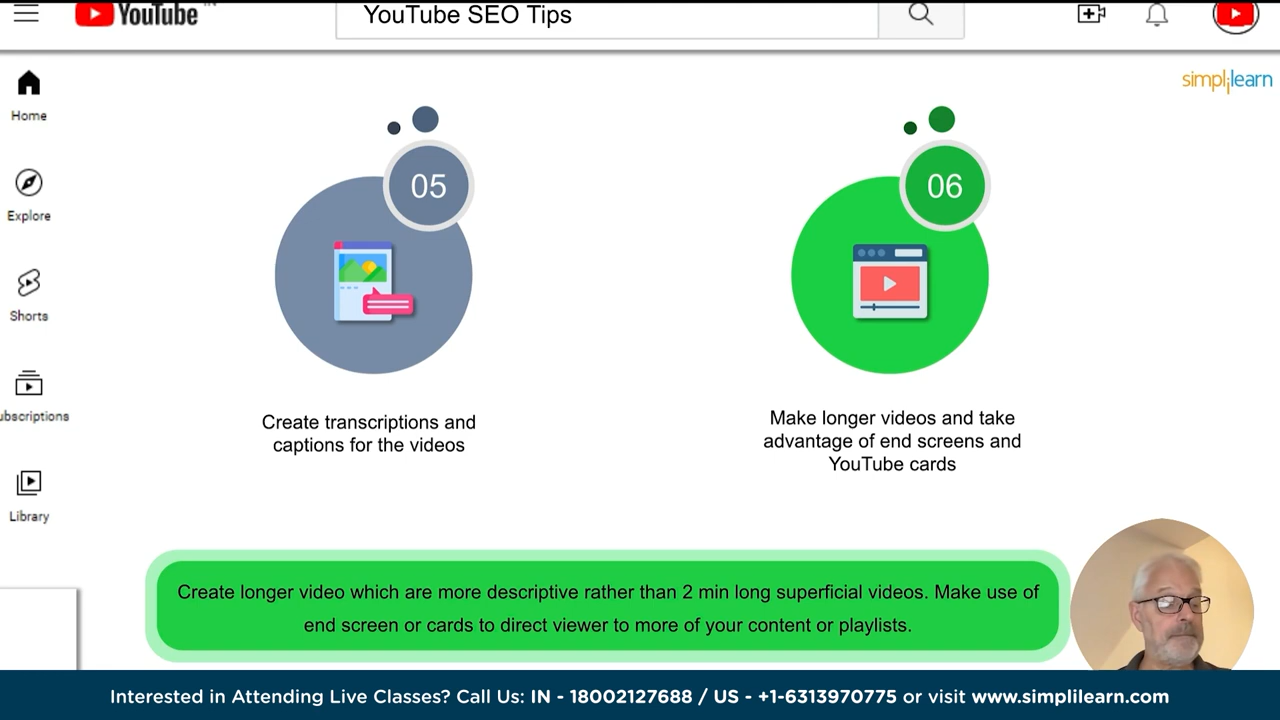 YouTube
YouTube SEO Tips
simplilearn
Home
Explore
Shorts
ubscriptions
Library
05
Create transcriptions and
captions for the videos
06
Make longer videos and take
advantage of end screens and
YouTube cards
Create longer video which are more descriptive rather than 2 min long superficial videos. Make use of
end screen or cards to direct viewer to more of your content or playlists.
Interested in Attending Live Classes? Call Us: IN - 18002127688 / US - +1-6313970775 or visit www.simplilearn.com